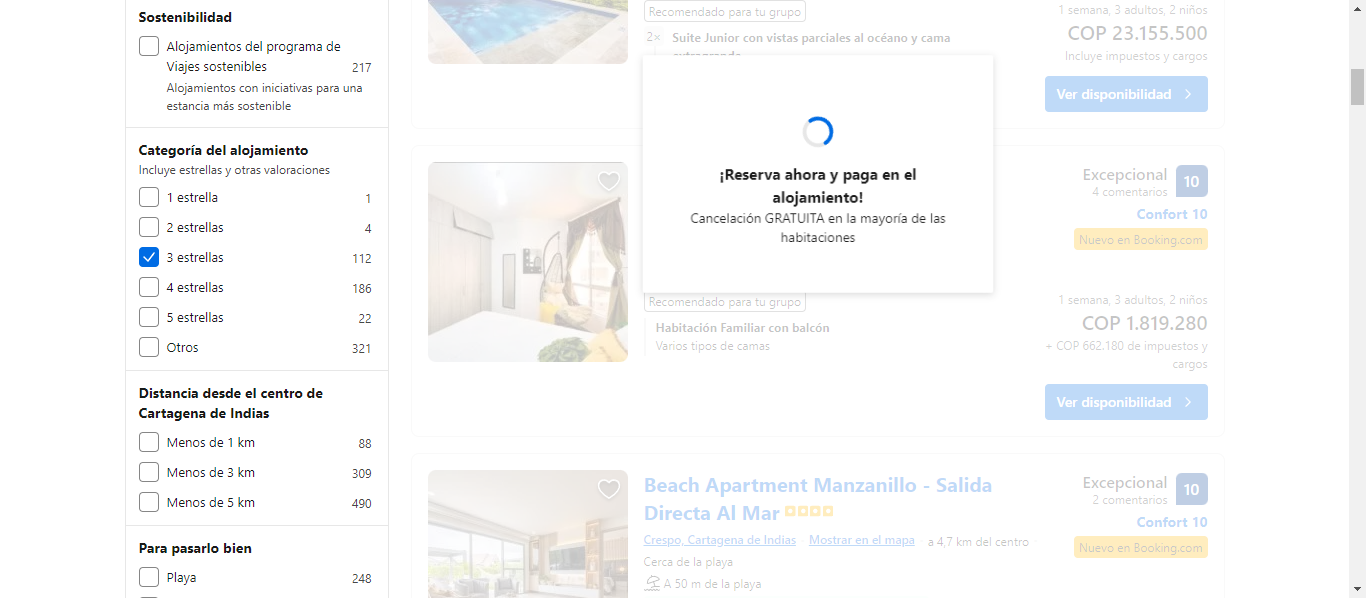 Sostenibilidad
Alojamientos del programa de
Viajes sostenibles 217
Alojamientos con iniciativas para una
estancia más sostenible
Categoría del alojamiento
Incluye estrellas y otras valoraciones
1 estrella 1
2 estrellas 4
3 estrellas 112
4 estrellas 186
5 estrellas 22
Otros 321
Distancia desde el centro de
Cartagena de Indias
Menos de 1 km 88
Menos de 3 km 309
Menos de 5 km 490
Para pasarlo bien
Playa 248
Recomendado para tu grupo
2× Suite Junior con vistas parciales al océano y cama
1 semana, 3 adultos, 2 niños
COP 23.155.500
Incluye impuestos y cargos
Ver disponibilidad
¡Reserva ahora y paga en el
alojamiento!
Cancelación GRATUITA en la mayoría de las
habitaciones
Excepcional 10
4 comentarios
Confort 10
Nuevo en Booking.com
Recomendado para tu grupo
Habitación Familiar con balcón
Varios tipos de camas
1 semana, 3 adultos, 2 niños
COP 1.819.280
+ COP 662.180 de impuestos y
cargos
Ver disponibilidad
Beach Apartment Manzanillo - Salida
Directa Al Mar
Crespo, Cartagena de Indias Mostrar en el mapa a 4,7 km del centro
Cerca de la playa
A 50 m de la playa
Excepcional 10
2 comentarios
Confort 10
Nuevo en Booking.com